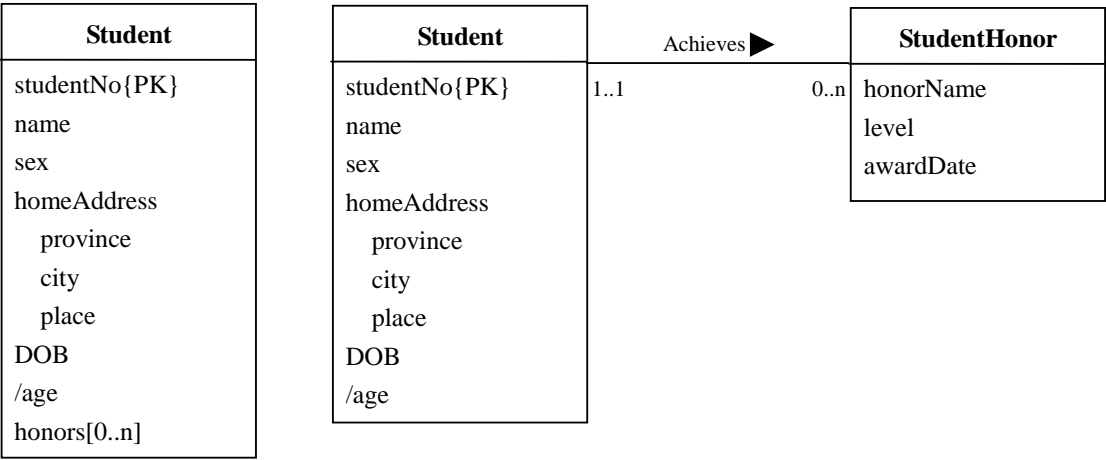 Student
studentNo{PK}
name
sex
homeAddress
province
city
place
DOB
/age
honors[0..n]
Student
studentNo{PK}
name
sex
homeAddress
province
city
place
DOB
/age
Achieves
1..1
0..n
StudentHonor
honorName
level
awardDate